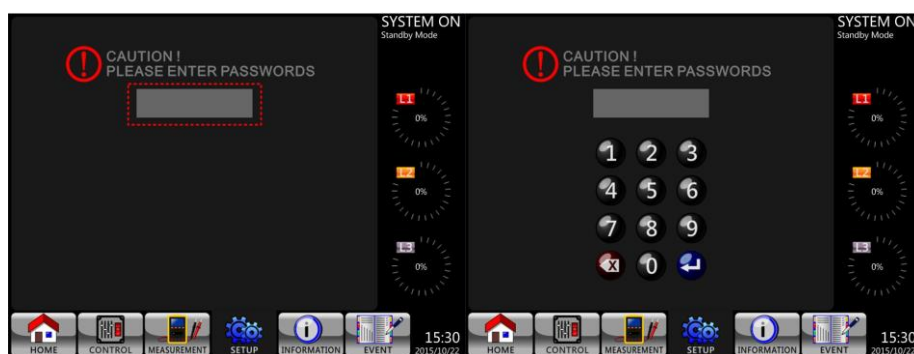 SYSTEM ON
Standby Mode
CAUTION !
PLEASE ENTER PASSWORDS
L1
0%
L2
0%
L3
0%
HOME
CONTROL
MEASUREMENT
SETUP
INFORMATION
EVENT
15:30
2015/10/22
SYSTEM ON
Standby Mode
CAUTION !
PLEASE ENTER PASSWORDS
1 2 3
4 5 6
7 8 9
X 0
L1
0%
L2
0%
L3
0%
HOME
CONTROL
MEASUREMENT
SETUP
INFORMATION
EVENT
15:30
2015/10/22